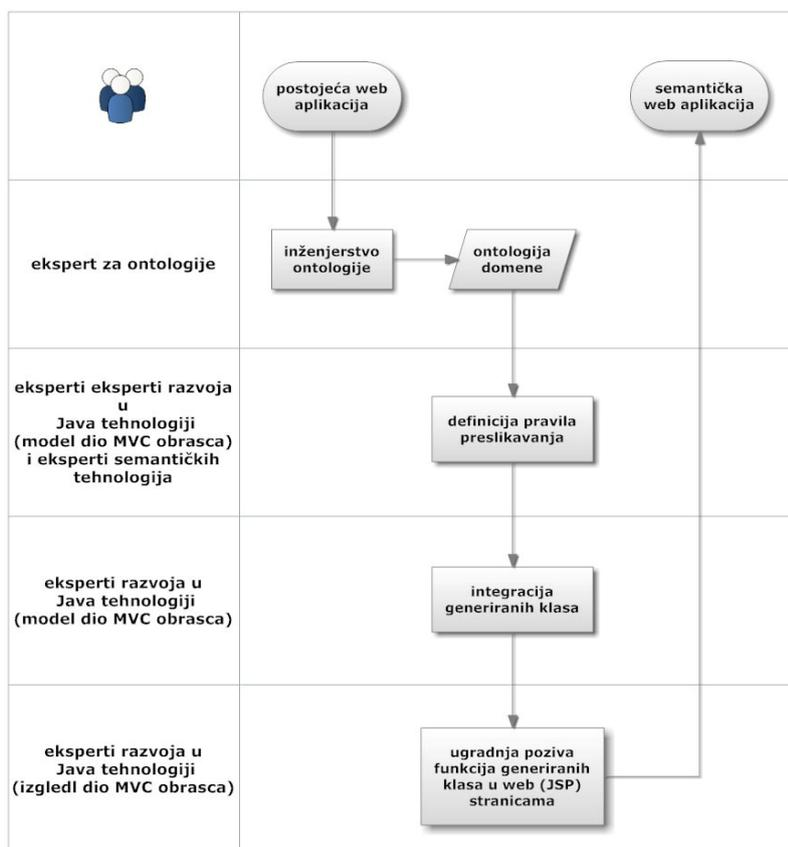 postojeća web
aplikacija
semantička
web aplikacija
ekspert za ontologije
inženjerstvo
ontologije
ontologija
domene
eksperti eksperti razvoja
u
Java tehnologiji
(model dio MVC obrasca)
i eksperti semantičkih
tehnologija
definicija pravila
preslikavanja
eksperti razvoja u
Java tehnologiji
(model dio MVC obrasca)
integracija
generiranih klasa
eksperti razvoja u
Java tehnologiji
(izgledl dio MVC obrasca)
ugradnja poziva
funkcija generiranih
klasa u web (JSP)
stranicama